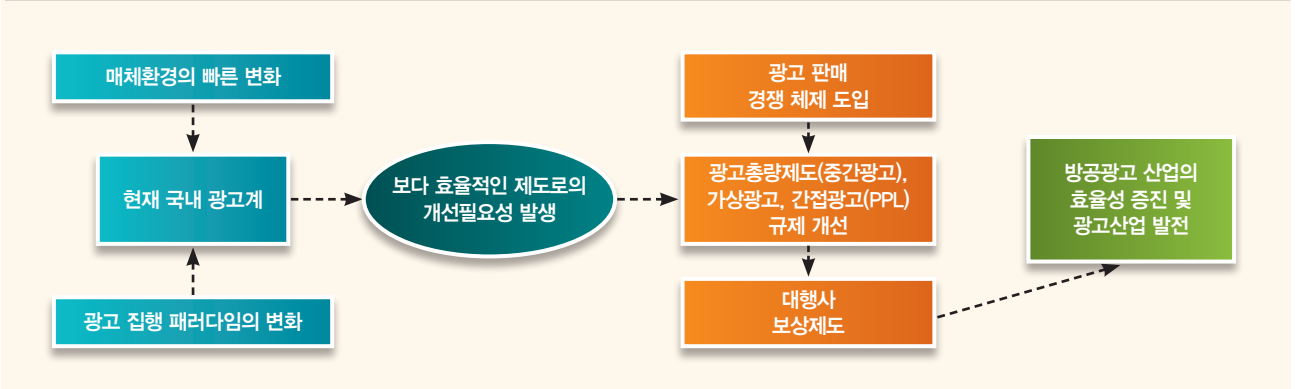 매체환경의 빠른 변화
현재 국내 광고계
광고 집행 패러다임의 변화
보다 효율적인 제도로의
개선필요성 발생
광고 판매
경쟁 체제 도입
광고총량제도(중간광고),
가상광고, 간접광고(PPL)
규제 개선
대행사
보상제도
방공광고 산업의
효율성 증진 및
광고산업 발전